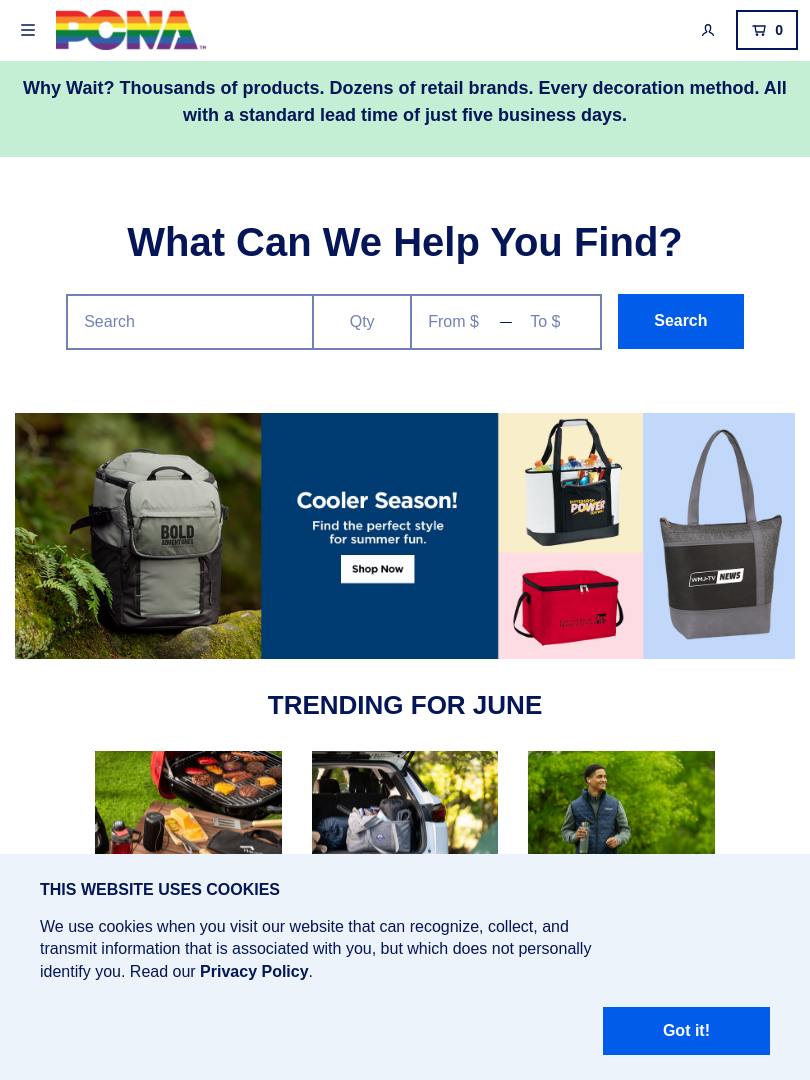 PCNA
TM
0
Why Wait? Thousands of products. Dozens of retail brands. Every decoration method. All
with a standard lead time of just five business days.
What Can We Help You Find?
Search
Qty
From $ — To $
Search
BOLD
ADVENTURES
Cooler Season!
Find the perfect style
for summer fun.
Shop Now
POWER
WMJ-TV NEWS
TRENDING FOR JUNE
THIS WEBSITE USES COOKIES
We use cookies when you visit our website that can recognize, collect, and
transmit information that is associated with you, but which does not personally
identify you. Read our Privacy Policy.
Got it!